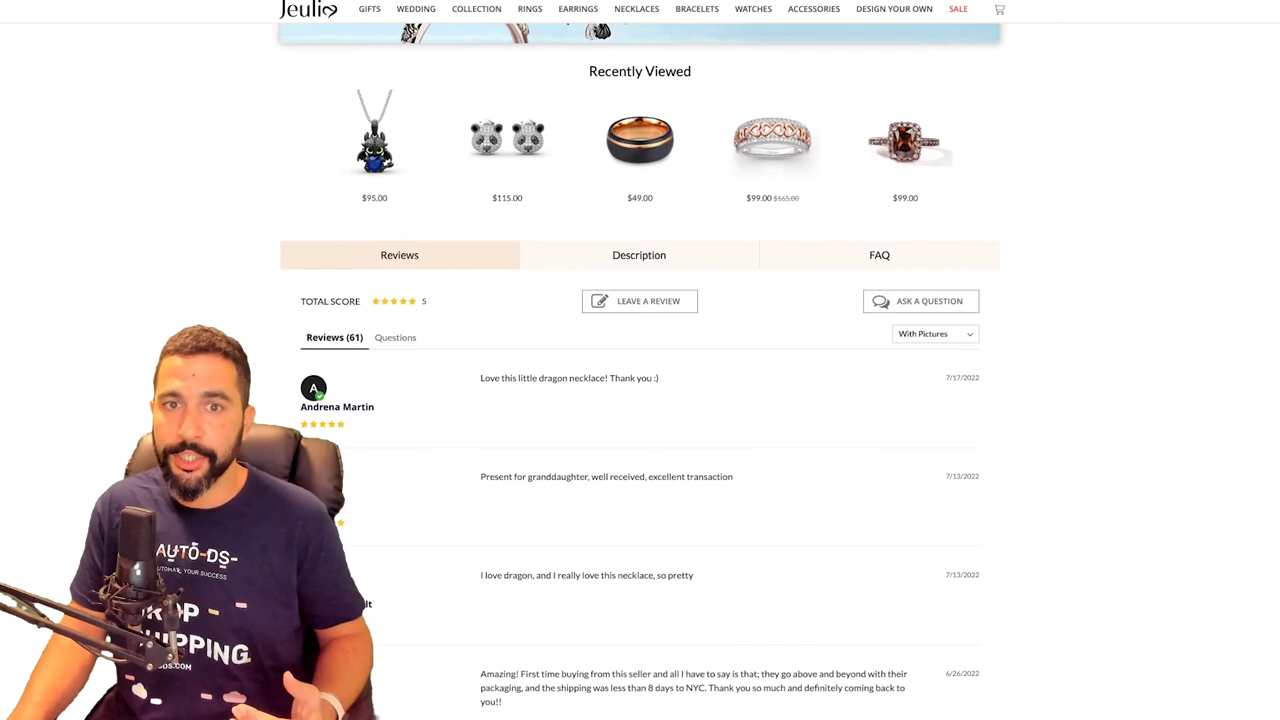 Jeulia
GIFTS WEDDING COLLECTION RINGS EARRINGS NECKLACES BRACELETS WATCHES ACCESSORIES DESIGN YOUR OWN SALE
Recently Viewed
$95.00 $115.00 $49.00 $99.00 $165.00 $99.00
Reviews Description FAQ
TOTAL SCORE 5 LEAVE A REVIEW ASK A QUESTION
Reviews (61) Questions With Pictures
A Love this little dragon necklace! Thank you :) 7/17/2022
Andrena Martin
Present for granddaughter, well received, excellent transaction 7/13/2022
I love dragon, and I really love this necklace, so pretty 7/13/2022
Amazing! First time buying from this seller and all I have to say is that; they go above and beyond with their 6/26/2022
packaging, and the shipping was less than 8 days to NYC. Thank you so much and definitely coming back to
you!!
AUTO-DS-
AUTOMATE YOUR SUCCESS
DROP
SHIPPING
DS.COM